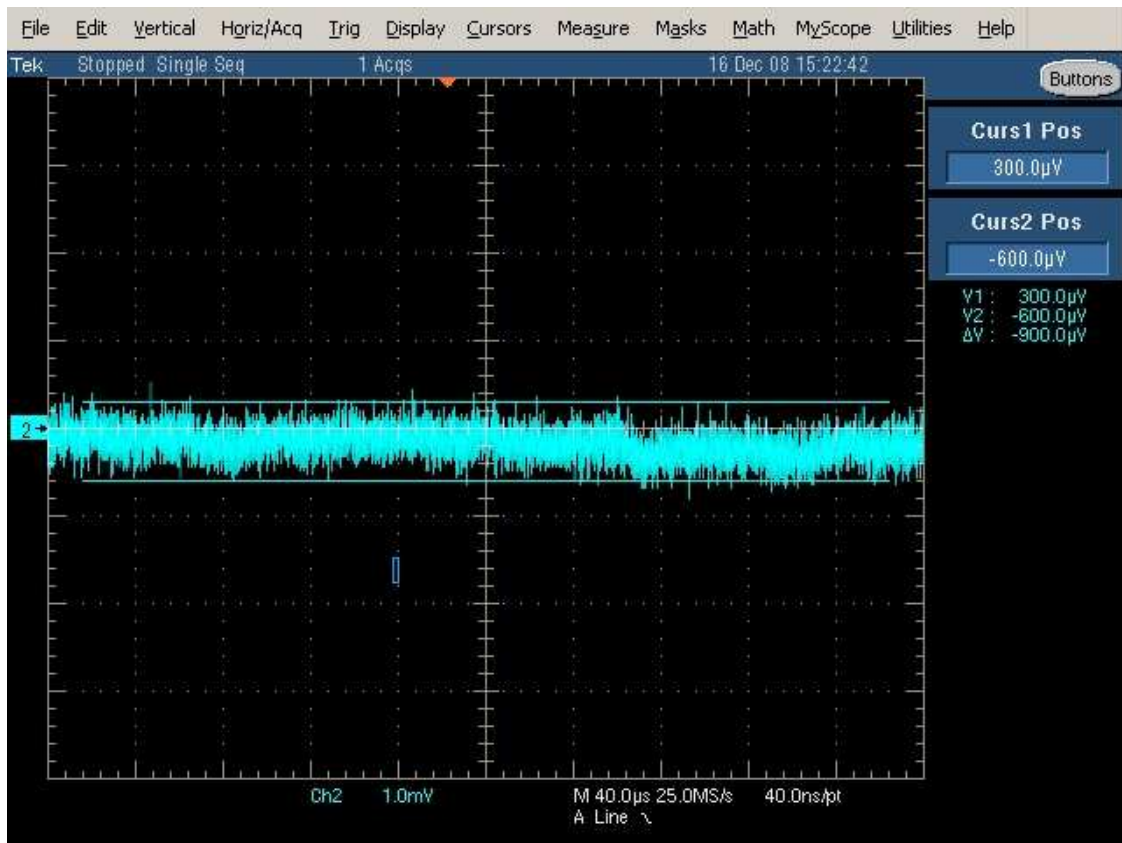 File Edit Vertical Horiz/Acq Trig Display Cursors Measure Masks Math MyScope Utilities Help
Tek Stopped Single Seq 1 Acqs 16 Dec 08 15:22:42
Buttons
Curs1 Pos
300.0µV
Curs2 Pos
-600.0µV
V1 : 300.0µV
V2 : -600.0µV
ΔV : -900.0µV
2
Ch2 1.0mV M 40.0µs 25.0MS/s 40.0ns/pt
A Line